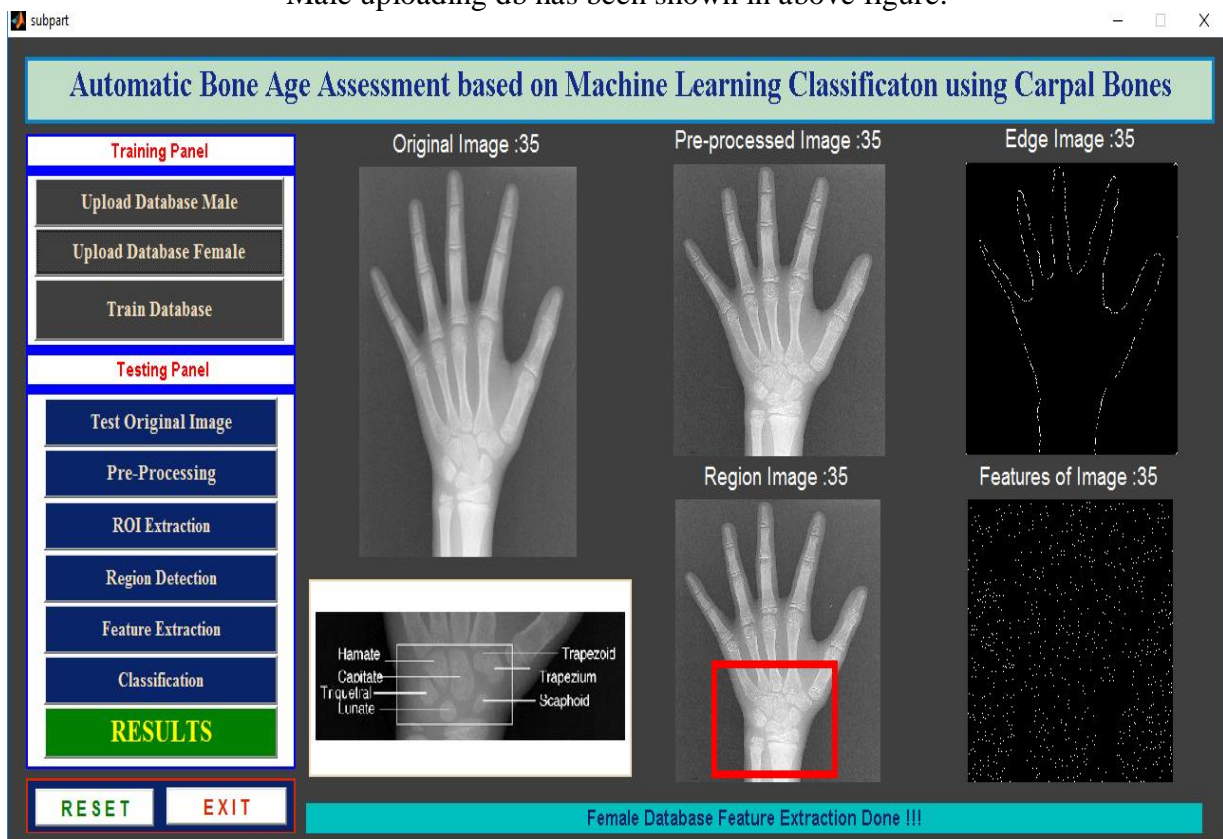 Male uploading db has been shown in above figure.
subpart
Automatic Bone Age Assessment based on Machine Learning Classificaton using Carpal Bones
Training Panel
Upload Database Male
Upload Database Female
Train Database
Testing Panel
Test Original Image
Pre-Processing
ROI Extraction
Region Detection
Feature Extraction
Classification
RESULTS
RESET
EXIT
Original Image :35
Pre-processed Image :35
Edge Image :35
Region Image :35
Features of Image :35
Hamate
Capitate
Triquetral
Lunate
Trapezoid
Trapezium
Scaphoid
Female Database Feature Extraction Done !!!